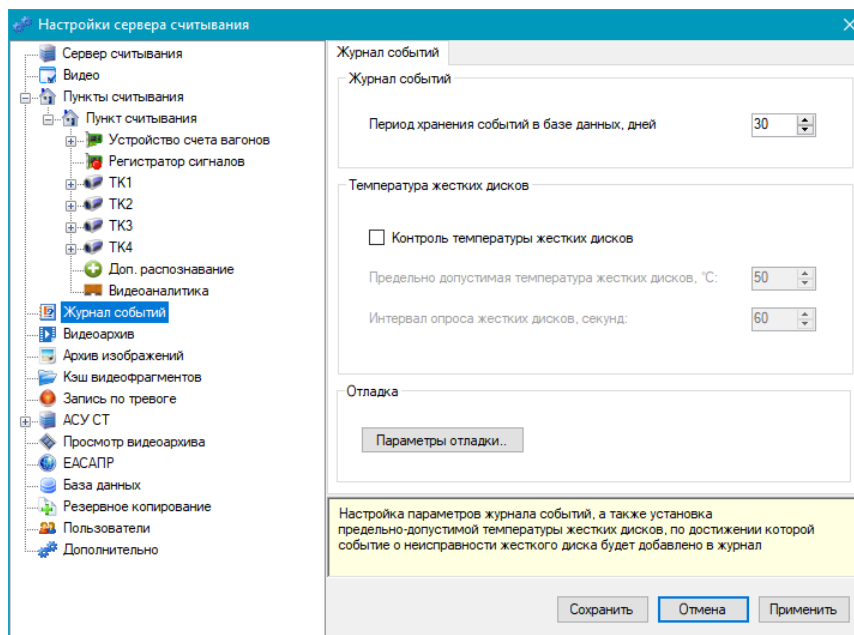 Настройки сервера считывания
Сервер считывания
Видео
Пункты считывания
Пункт считывания
Устройство счета вагонов
Регистратор сигналов
ТК1
ТК2
ТК3
ТК4
Доп. распознавание
Видеоаналитика
Журнал событий
Видеоархив
Архив изображений
Кэш видеофрагментов
Запись по тревоге
АСУ СТ
Просмотр видеоархива
ЕАСАПР
База данных
Резервное копирование
Пользователи
Дополнительно
Журнал событий
Журнал событий
Период хранения событий в базе данных, дней 30
Температура жестких дисков
Контроль температуры жестких дисков
Предельно допустимая температура жестких дисков, °C: 50
Интервал опроса жестких дисков, секунд: 60
Отладка
Параметры отладки..
Настройка параметров журнала событий, а также установка
предельно-допустимой температуры жестких дисков, по достижении которой
событие о неисправности жесткого диска будет добавлено в журнал
Сохранить Отмена Применить